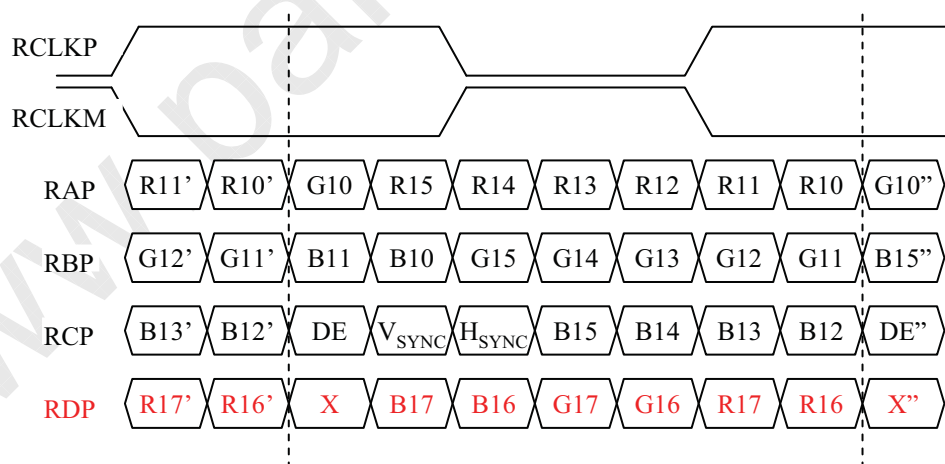 RCLKP
RCLKM
RAP R11’ R10’ G10 R15 R14 R13 R12 R11 R10 G10”
RBP G12’ G11’ B11 B10 G15 G14 G13 G12 G11 B15”
RCP B13’ B12’ DE VSYNC HSYNC B15 B14 B13 B12 DE”
RDP R17’ R16’ X B17 B16 G17 G16 R17 R16 X”